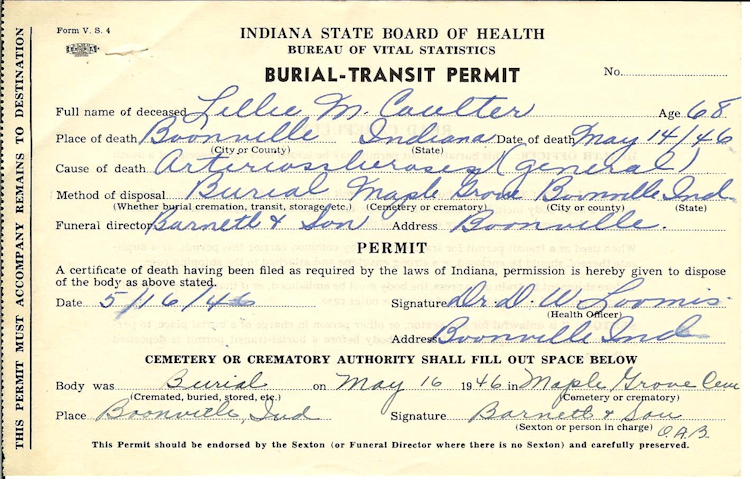 Form V. S. 4
INDIANA STATE BOARD OF HEALTH
BUREAU OF VITAL STATISTICS
BURIAL-TRANSIT PERMIT
No.
Full name of deceased Lillie M. Coulter Age 68
Place of death Boonville Indiana Date of death May 14/46
(City or County) (State)
Cause of death Arteriossclerosis (general)
Method of disposal Burial Maple Grove Boonville Ind
(Whether burial cremation, transit, storage, etc.) (Cemetery or crematory) (City or county) (State)
Funeral director Barnett & Son Address Boonville.
PERMIT
A certificate of death having been filed as required by the laws of Indiana, permission is hereby given to dispose
of the body as above stated.
Date 5/16/46 Signature Dr. D. W. Loomis.
(Health Officer)
Address Boonville Ind
CEMETERY OR CREMATORY AUTHORITY SHALL FILL OUT SPACE BELOW
Body was Burial on May 16 1946 in Maple Grove Cem
(Cremated, buried, stored, etc.) (Cemetery or crematory)
Place Boonville, Ind Signature Barnett & Son
(Sexton or person in charge) O.A.B.
This Permit should be endorsed by the Sexton (or Funeral Director where there is no Sexton) and carefully preserved.
THIS PERMIT MUST ACCOMPANY REMAINS TO DESTINATION